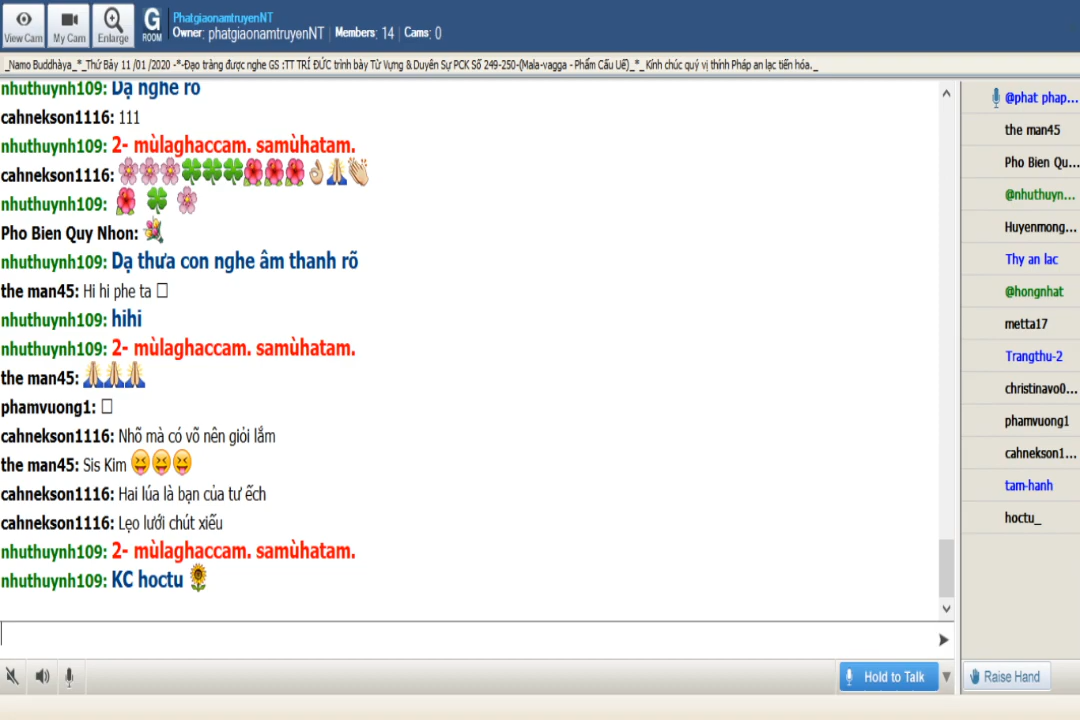 View Cam
My Cam
Enlarge
G
ROOM
PhatgiaonamtruyenNT
Owner: phatgiaonamtruyenNT | Members: 14 | Cams: 0
_Namo Buddhàya_*_Thứ Bảy 11 /01 /2020 -*-Đạo tràng được nghe GS :TT TRÍ ĐỨC trình bày Từ Vựng & Duyên Sự PCK Số 249-250-(Mala-vagga - Phẩm Cấu Uế)_*_ Kính chúc quý vị thính Pháp an lạc tiến hóa._
nhuthuynh109: Dạ nghe rõ
cahnekson1116: 111
nhuthuynh109: 2- mùlaghaccam. samùhatam.
cahnekson1116: 🌸🌸🌸🍀🍀🍀🌺🌺🌺👌🙏👏
nhuthuynh109: 🌺 🍀 🌸
Pho Bien Quy Nhon: 💐
nhuthuynh109: Dạ thưa con nghe âm thanh rõ
the man45: Hi hi phe ta □
nhuthuynh109: hihi
nhuthuynh109: 2- mùlaghaccam. samùhatam.
the man45: 🙏🙏🙏
phamvuong1: □
cahnekson1116: Nhỏ mà có võ nên giỏi lắm
the man45: Sis Kim 😝😝😝
cahnekson1116: Hai lúa là bạn của tư ếch
cahnekson1116: Lẹo lưới chút xiếu
nhuthuynh109: 2- mùlaghaccam. samùhatam.
nhuthuynh109: KC hoctu 🌻
@phat phap...
the man45
Pho Bien Qu...
@nhuthuyn...
Huyenmong...
Thy an lac
@hongnhat
metta17
Trangthu-2
christinavo0...
phamvuong1
cahnekson1...
tam-hanh
hoctu_
Hold to Talk
Raise Hand